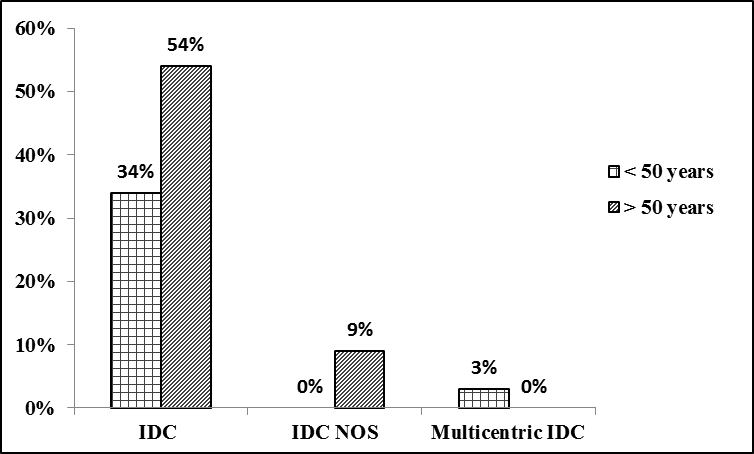 60%
50%
40%
30%
20%
10%
0%
34%
54%
0%
9%
3%
0%
IDC
IDC NOS
Multicentric IDC
< 50 years
> 50 years